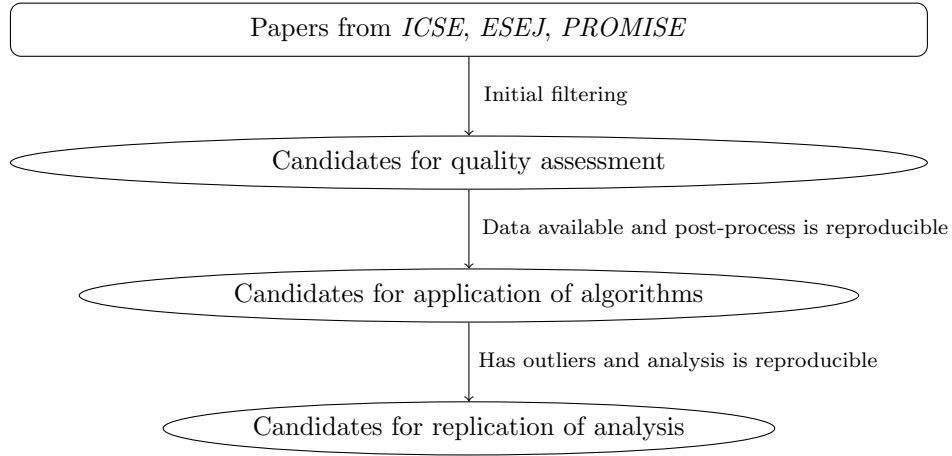 Papers from ICSE, ESEJ, PROMISE
Initial filtering
Candidates for quality assessment
Data available and post-process is reproducible
Candidates for application of algorithms
Has outliers and analysis is reproducible
Candidates for replication of analysis